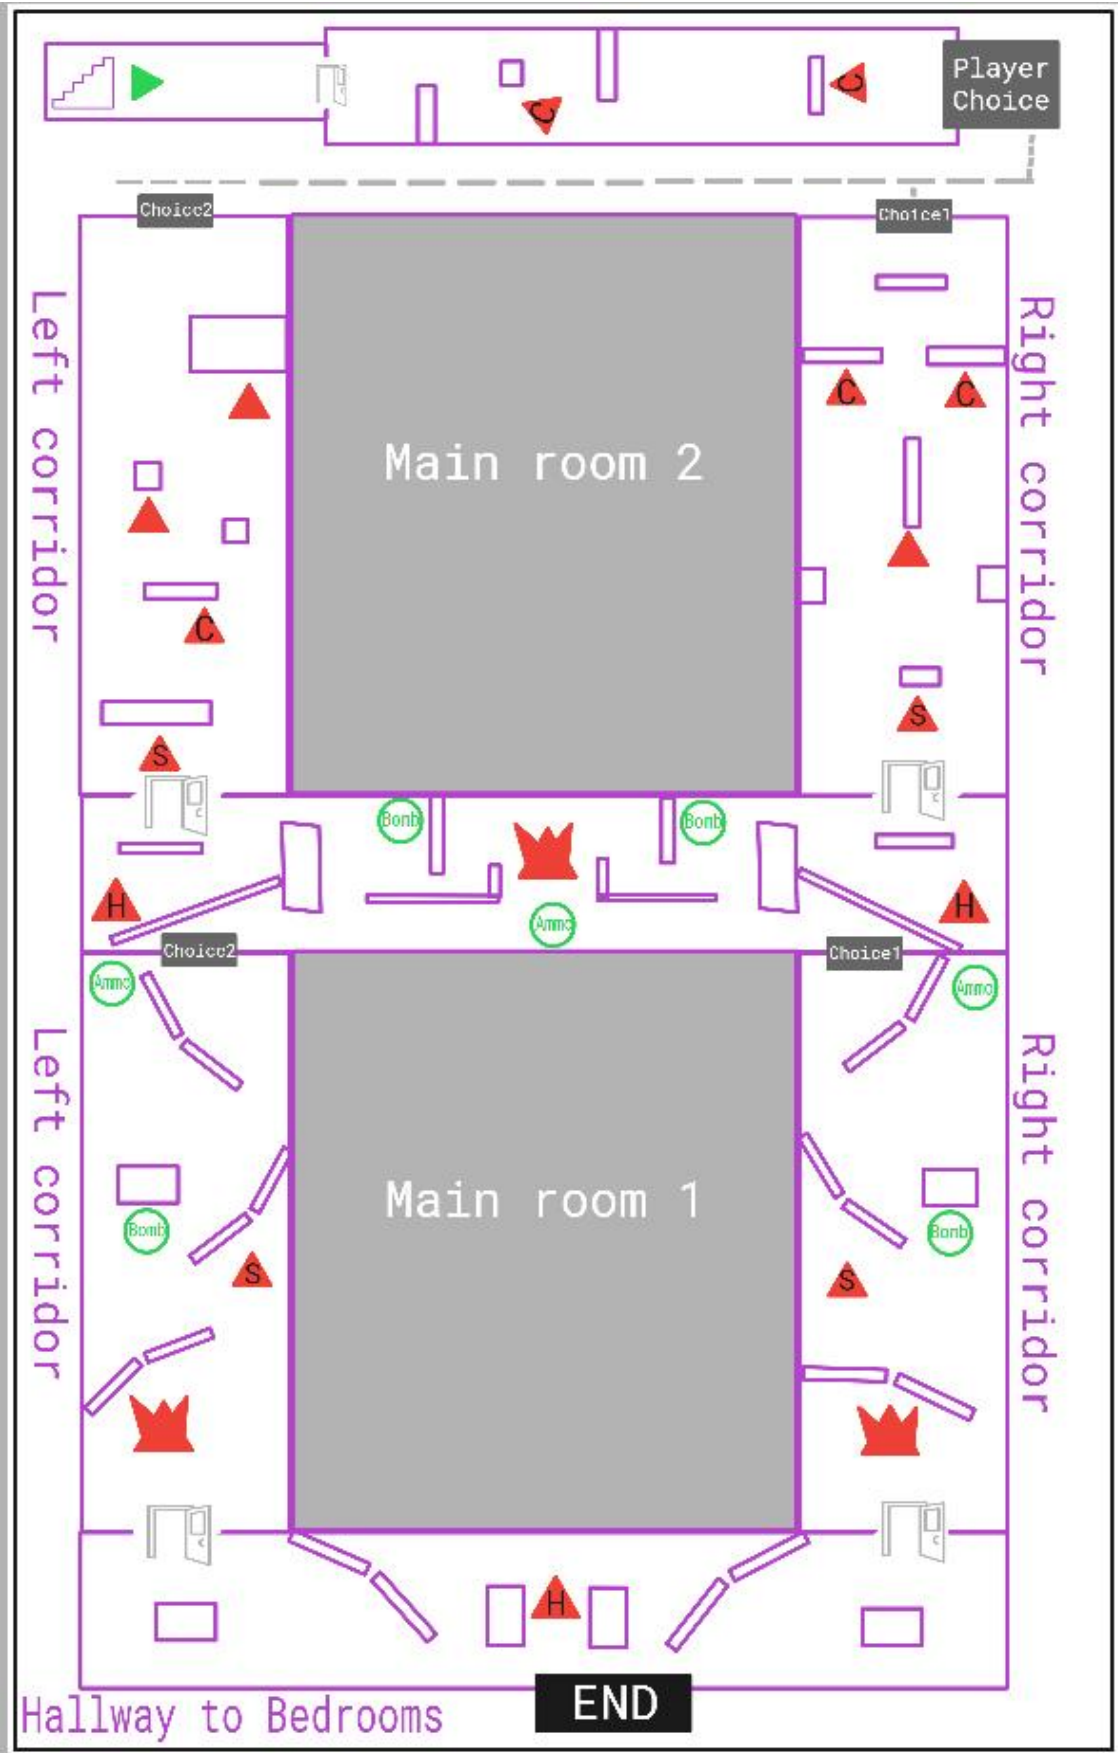 C
C
Player
Choice
Choice2
Choice1
Left corridor
Right corridor
C
C
Main room 2
C
S
S
Bomb
Bomb
H
H
Ammo
Choice2
Choice1
Ammo
Ammo
Left corridor
Right corridor
Main room 1
Bomb
Bomb
S
S
H
END
Hallway to Bedrooms